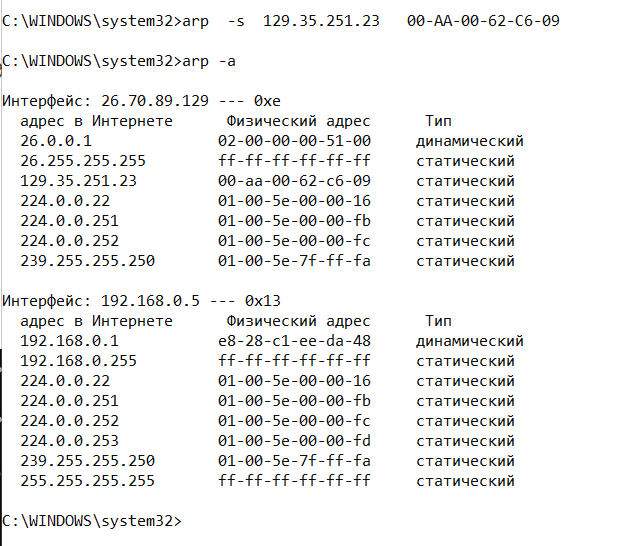 C:\WINDOWS\system32>arp  -s  129.35.251.23   00-AA-00-62-C6-09
C:\WINDOWS\system32>arp -a
Интерфейс: 26.70.89.129 --- 0xe
  адрес в Интернете      Физический адрес      Тип
  26.0.0.1              02-00-00-00-51-00     динамический
  26.255.255.255        ff-ff-ff-ff-ff-ff     статический
  129.35.251.23         00-aa-00-62-c6-09     статический
  224.0.0.22            01-00-5e-00-00-16     статический
  224.0.0.251           01-00-5e-00-00-fb     статический
  224.0.0.252           01-00-5e-00-00-fc     статический
  239.255.255.250       01-00-5e-7f-ff-fa     статический
Интерфейс: 192.168.0.5 --- 0x13
  адрес в Интернете      Физический адрес      Тип
  192.168.0.1           e8-28-c1-ee-da-48     динамический
  192.168.0.255         ff-ff-ff-ff-ff-ff     статический
  224.0.0.22            01-00-5e-00-00-16     статический
  224.0.0.251           01-00-5e-00-00-fb     статический
  224.0.0.252           01-00-5e-00-00-fc     статический
  224.0.0.253           01-00-5e-00-00-fd     статический
  239.255.255.250       01-00-5e-7f-ff-fa     статический
  255.255.255.255       ff-ff-ff-ff-ff-ff     статический
C:\WINDOWS\system32>